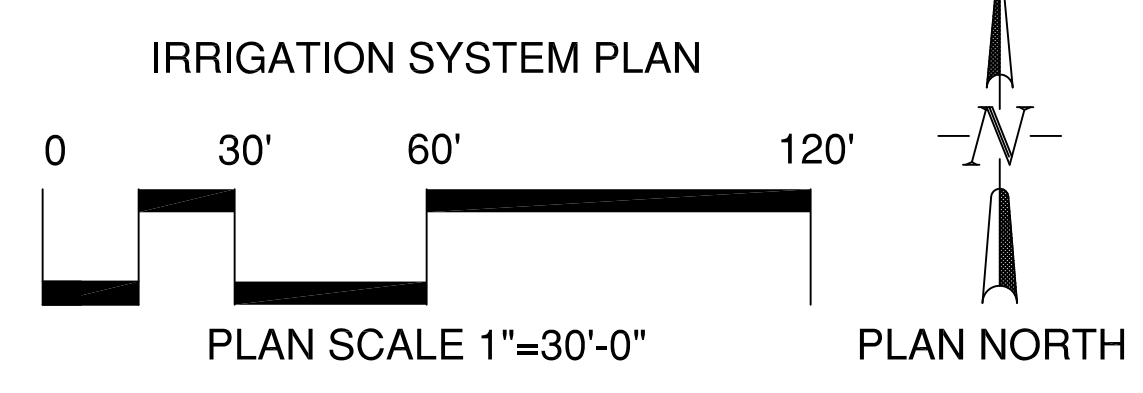 IRRIGATION SYSTEM PLAN
0 30' 60' 120'
N
PLAN SCALE 1"=30'-0"
PLAN NORTH